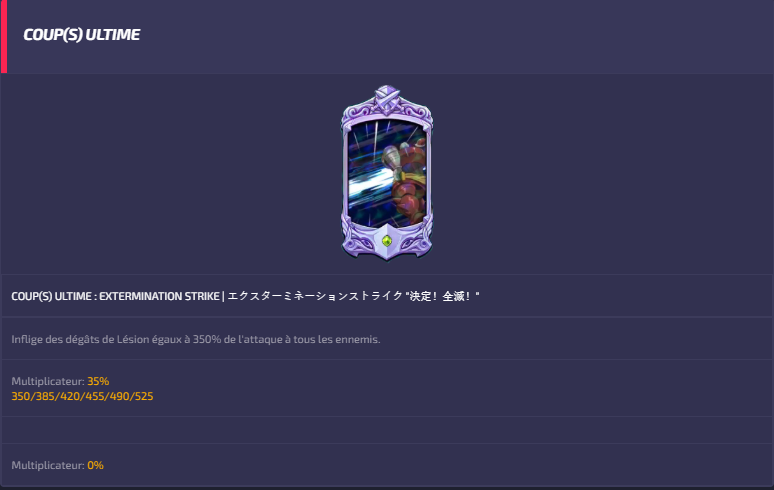 COUP(S) ULTIME
COUP(S) ULTIME : EXTERMINATION STRIKE | エクスターミネーションストライク "決定！全滅！"
Inflige des dégâts de Lésion égaux à 350% de l'attaque à tous les ennemis.
Multiplicateur: 35%
350/385/420/455/490/525
Multiplicateur: 0%